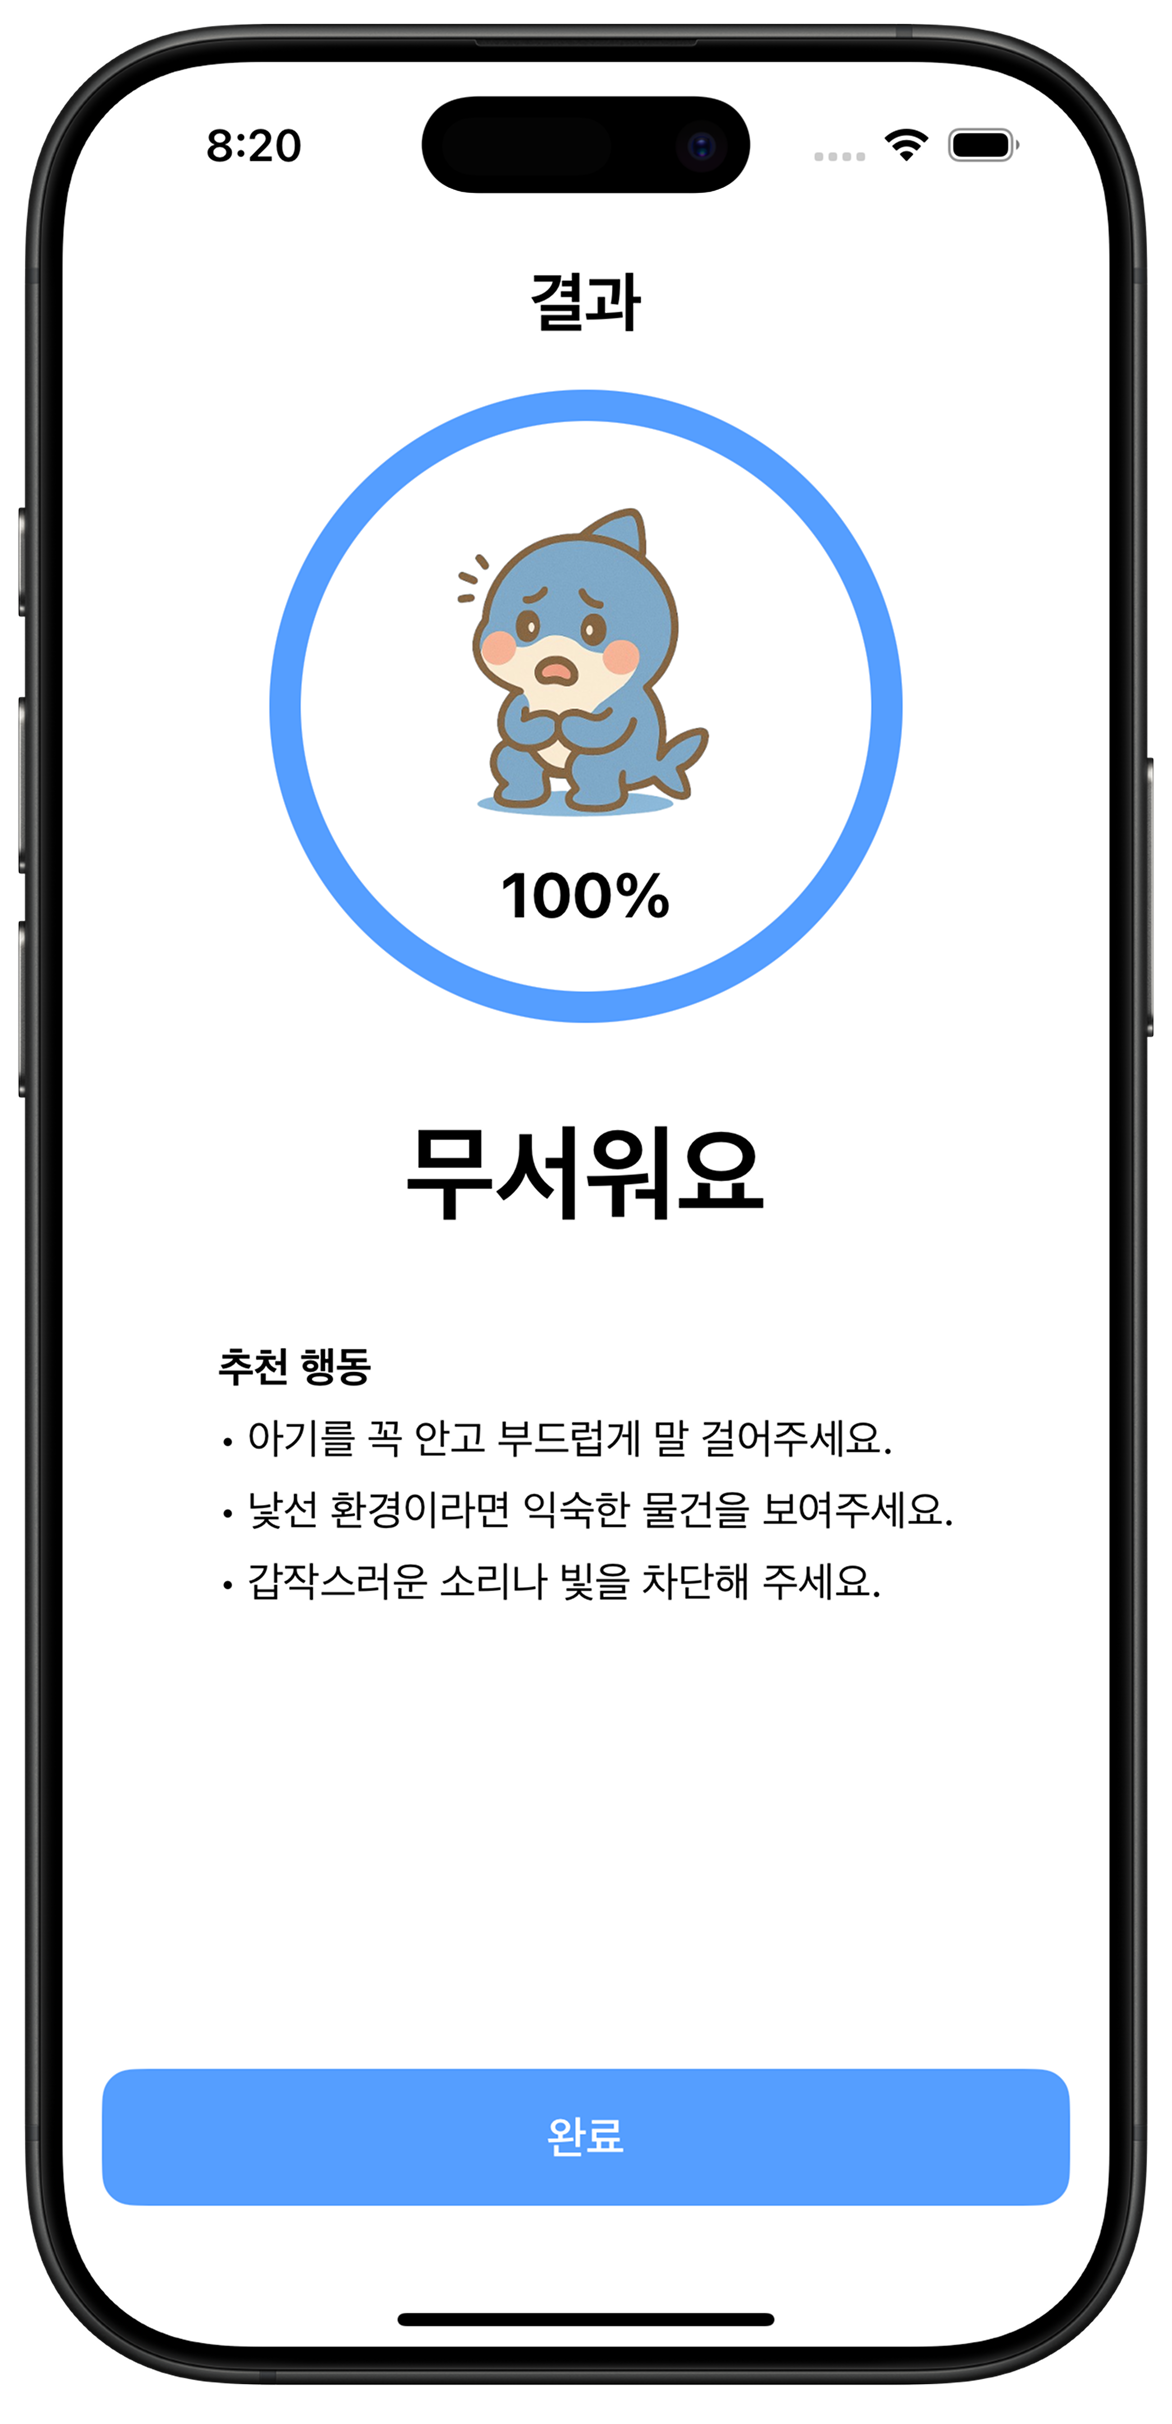 8:20
결과
100%
무서워요
추천 행동
• 아기를 꼭 안고 부드럽게 말 걸어주세요.
• 낯선 환경이라면 익숙한 물건을 보여주세요.
• 갑작스러운 소리나 빛을 차단해 주세요.
완료